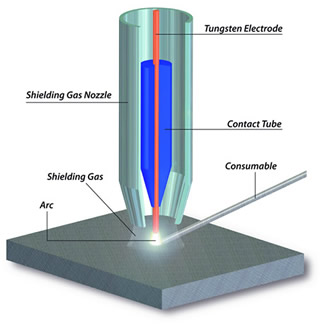 Tungsten Electrode
Shielding Gas Nozzle
Contact Tube
Consumable
Shielding Gas
Arc